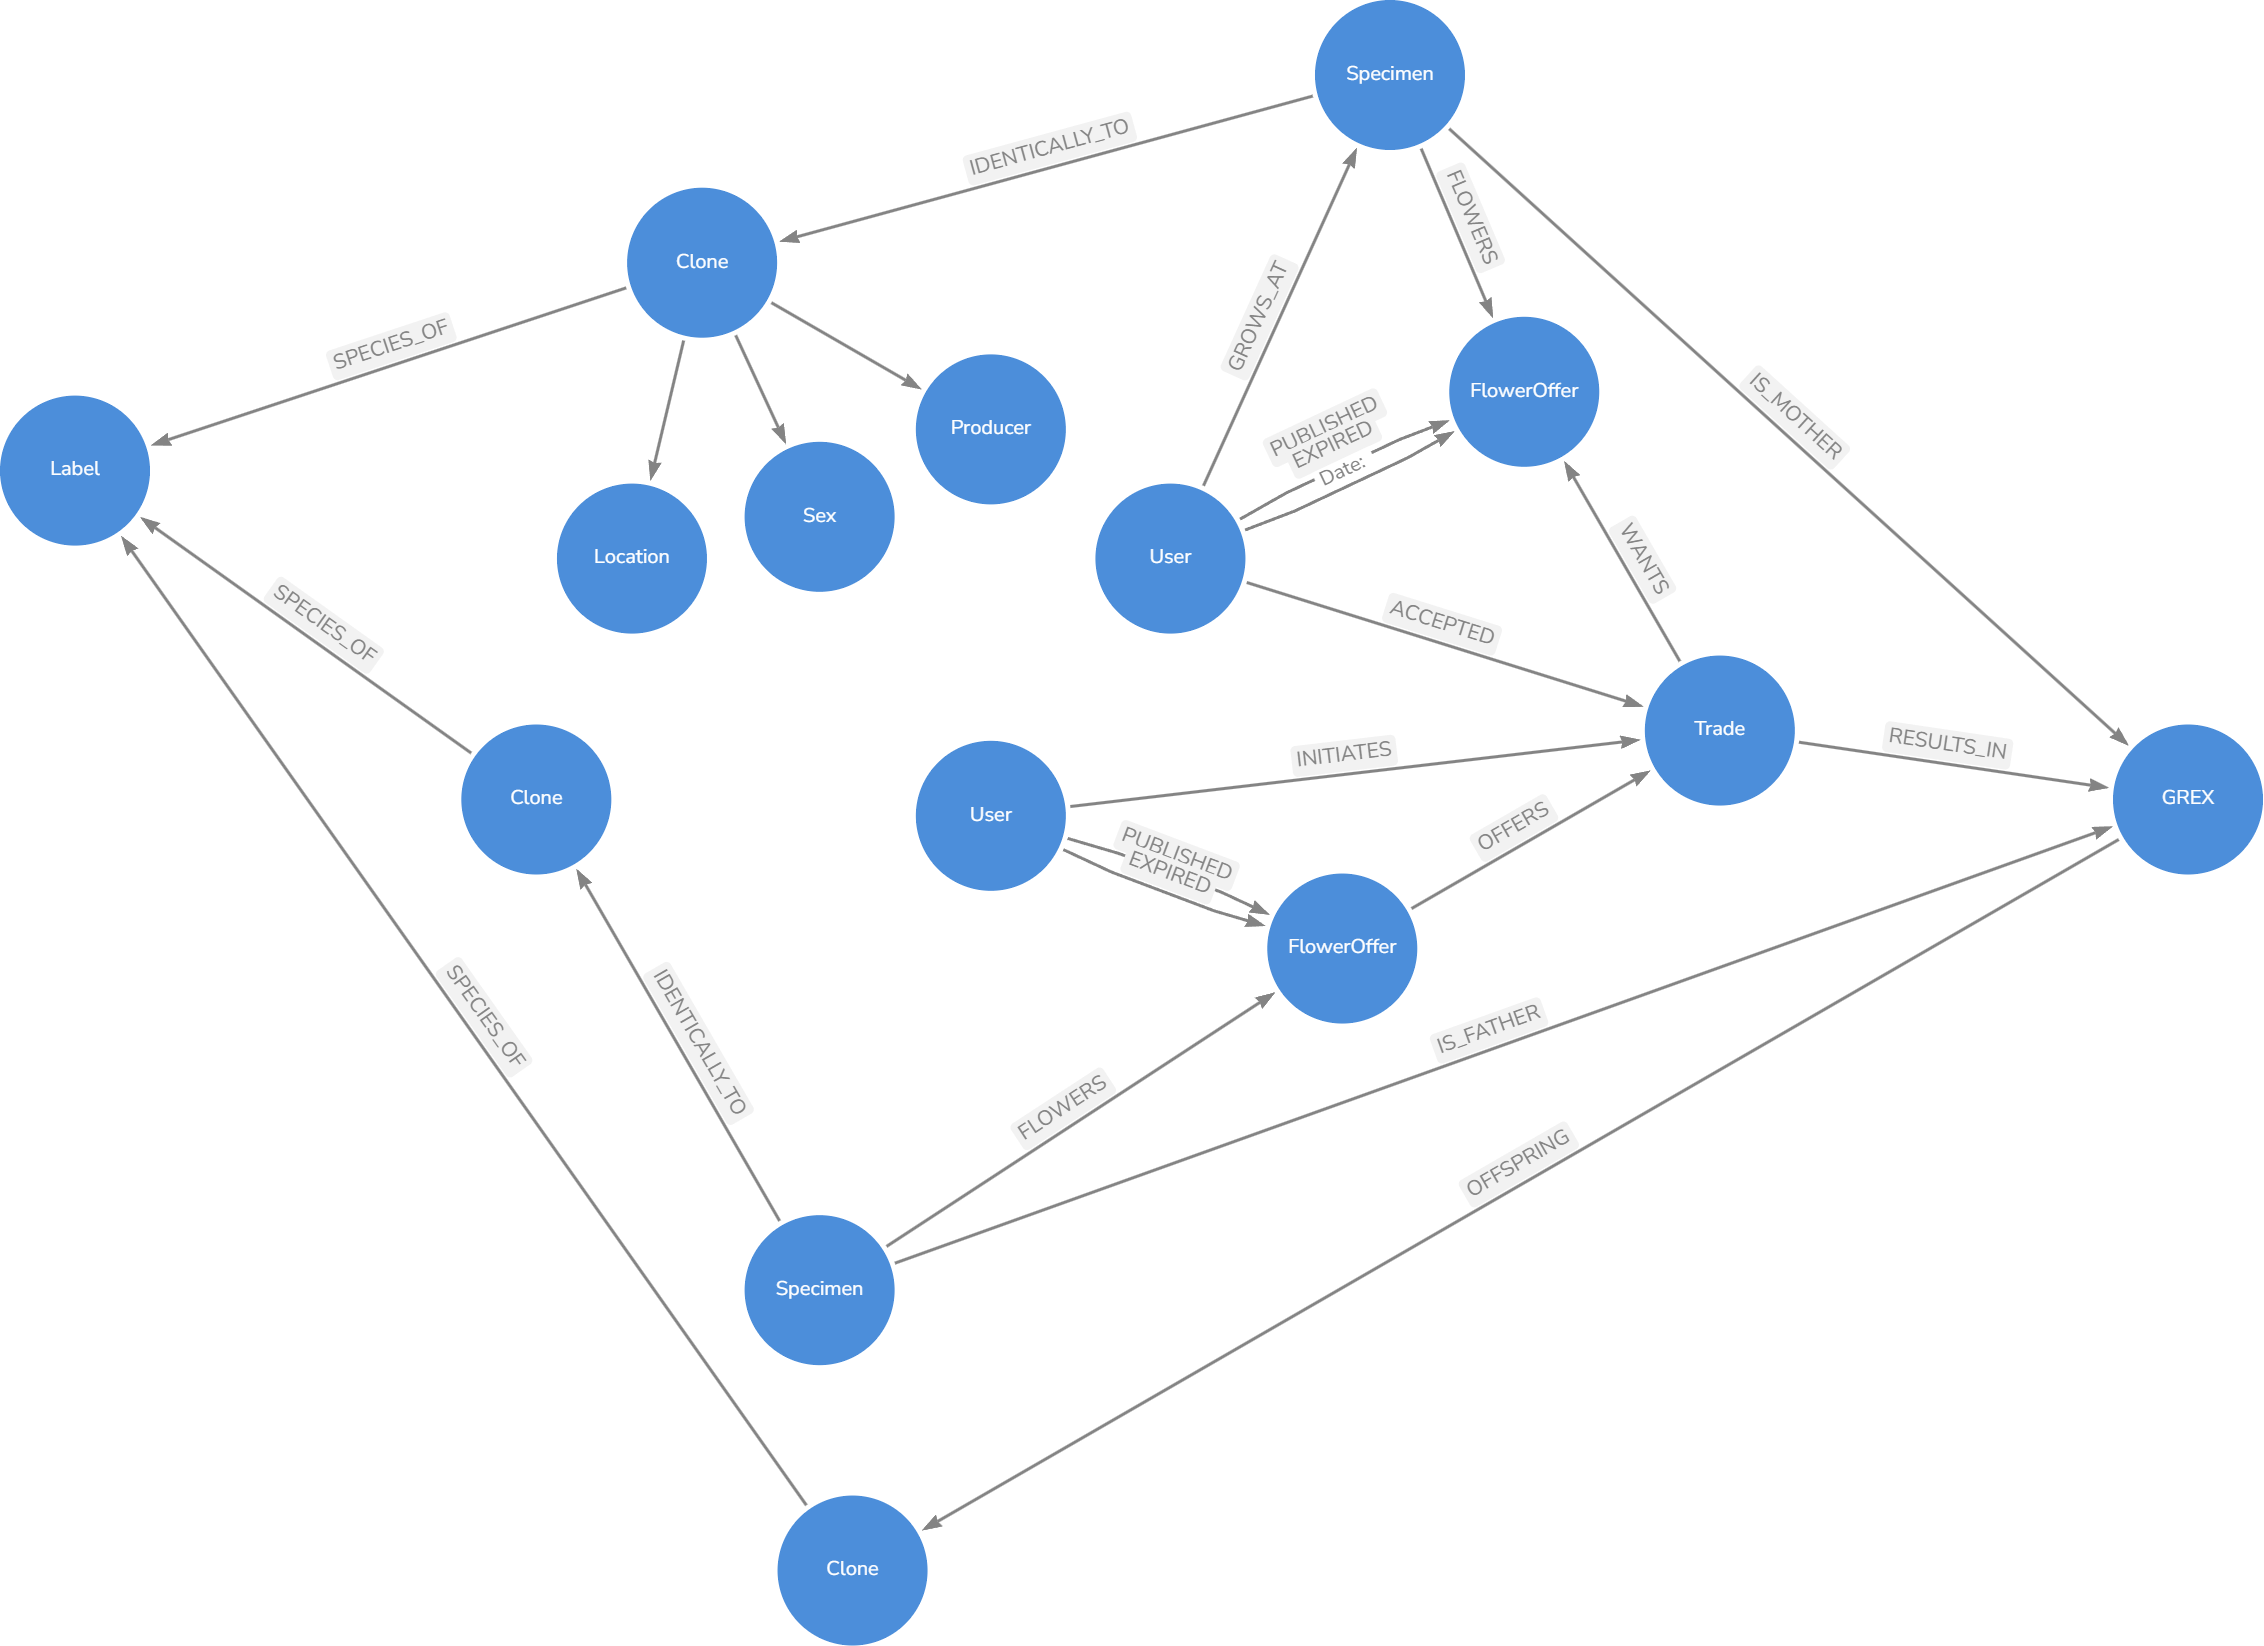 Specimen
IDENTICALLY_TO
FLOWERS
Clone
GROWS_AT
SPECIES_OF
FlowerOffer
IS_MOTHER
PUBLISHED
EXPIRED
Date:
Producer
Label
Sex
Location
User
WANTS
SPECIES_OF
ACCEPTED
Trade
RESULTS_IN
INITIATES
Clone
User
GREX
OFFERS
PUBLISHED
EXPIRED
FlowerOffer
SPECIES_OF
IDENTICALLY_TO
IS_FATHER
FLOWERS
OFFSPRING
Specimen
Clone